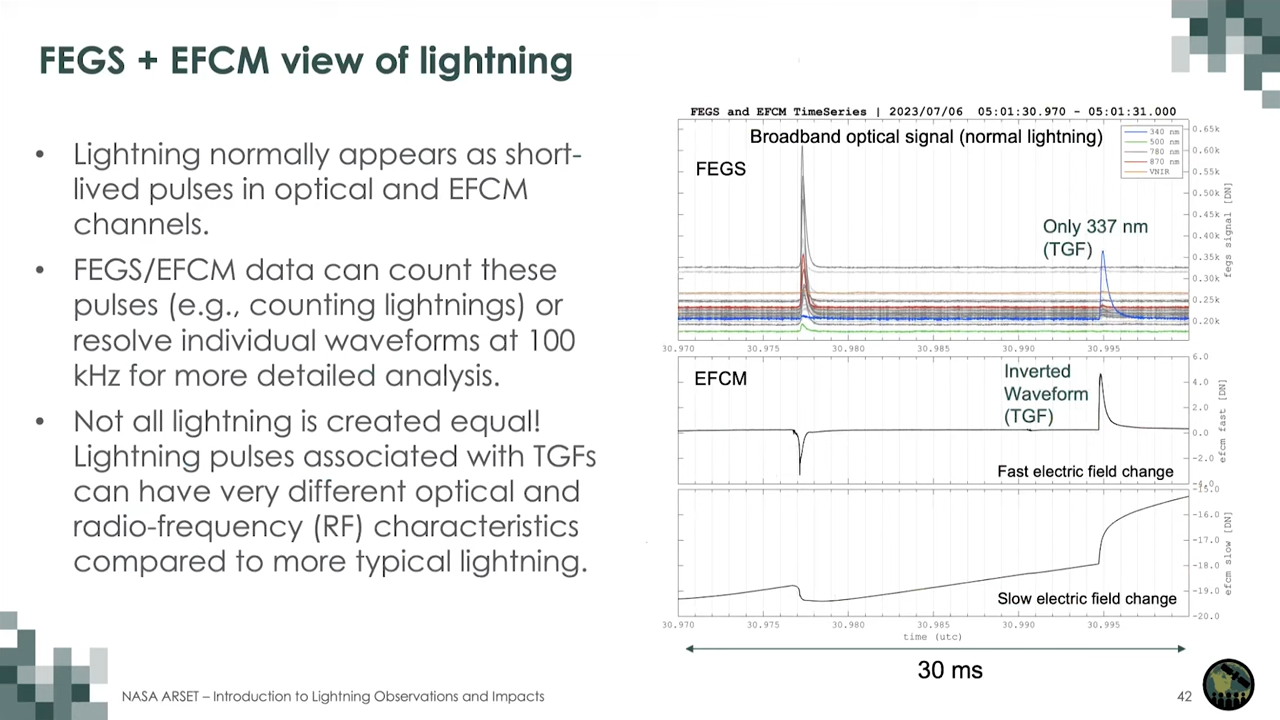 FEGS + EFCM view of lightning
• Lightning normally appears as short-
lived pulses in optical and EFCM
channels.
• FEGS/EFCM data can count these
pulses (e.g., counting lightnings) or
resolve individual waveforms at 100
kHz for more detailed analysis.
• Not all lightning is created equal!
Lightning pulses associated with TGFs
can have very different optical and
radio-frequency (RF) characteristics
compared to more typical lightning.
FEGS and EFCM TimeSeries | 2023/07/06 05:01:30.970 - 05:01:31.000
Broadband optical signal (normal lightning)
FEGS
340 nm
500 nm
780 nm
870 nm
VNIR
Only 337 nm
(TGF)
0.65k
0.60k
0.55k
0.50k
0.45k
0.40k
0.35k
0.30k
0.25k
0.20k
fegs signal [DN]
30.970 30.975 30.980 30.985 30.990 30.995
EFCM
Inverted
Waveform
(TGF)
Fast electric field change
6.0
4.0
2.0
0.0
-2.0
-4.0
efcm fast [DN]
-15.0
-16.0
-17.0
-18.0
-19.0
-20.0
efcm slow [DN]
Slow electric field change
30.970 30.975 30.980 30.985 30.990 30.995
time (utc)
30 ms
NASA ARSET – Introduction to Lightning Observations and Impacts
42